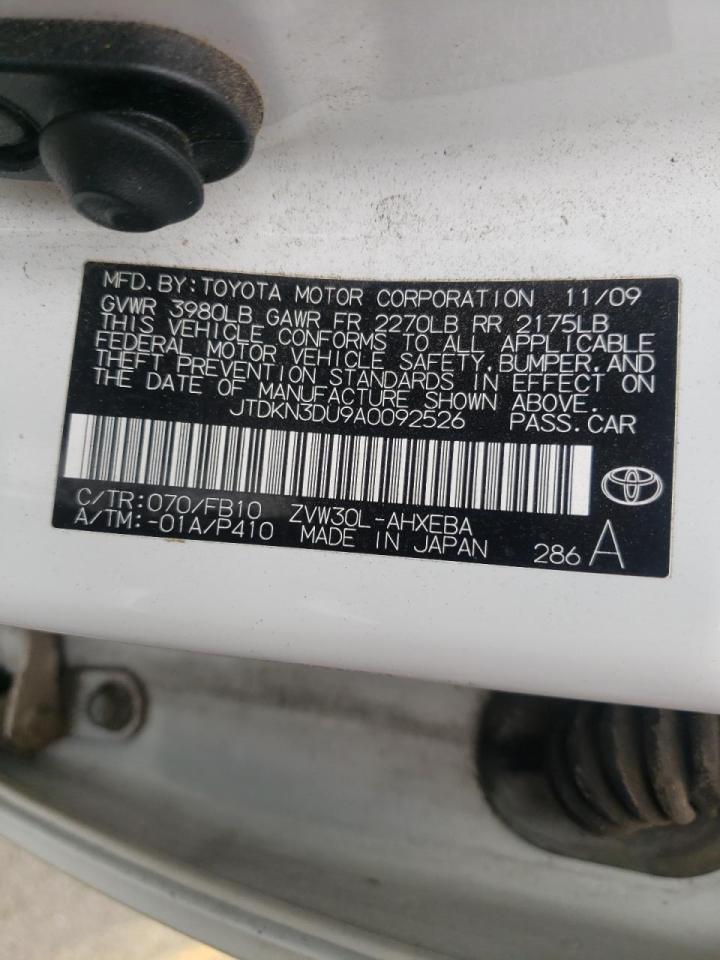 MFD. BY: TOYOTA MOTOR CORPORATION 11/09
GVWR 3980LB GAWR FR 2270LB RR 2175LB
THIS VEHICLE CONFORMS TO ALL APPLICABLE
FEDERAL MOTOR VEHICLE SAFETY, BUMPER, AND
THEFT PREVENTION STANDARDS IN EFFECT ON
THE DATE OF MANUFACTURE SHOWN ABOVE.
JTDKN3DU9A0092526 PASS. CAR
C/TR: 070/FB10 ZVW30L-AHXEBA
A/TM: -01A/P410 MADE IN JAPAN 286 A